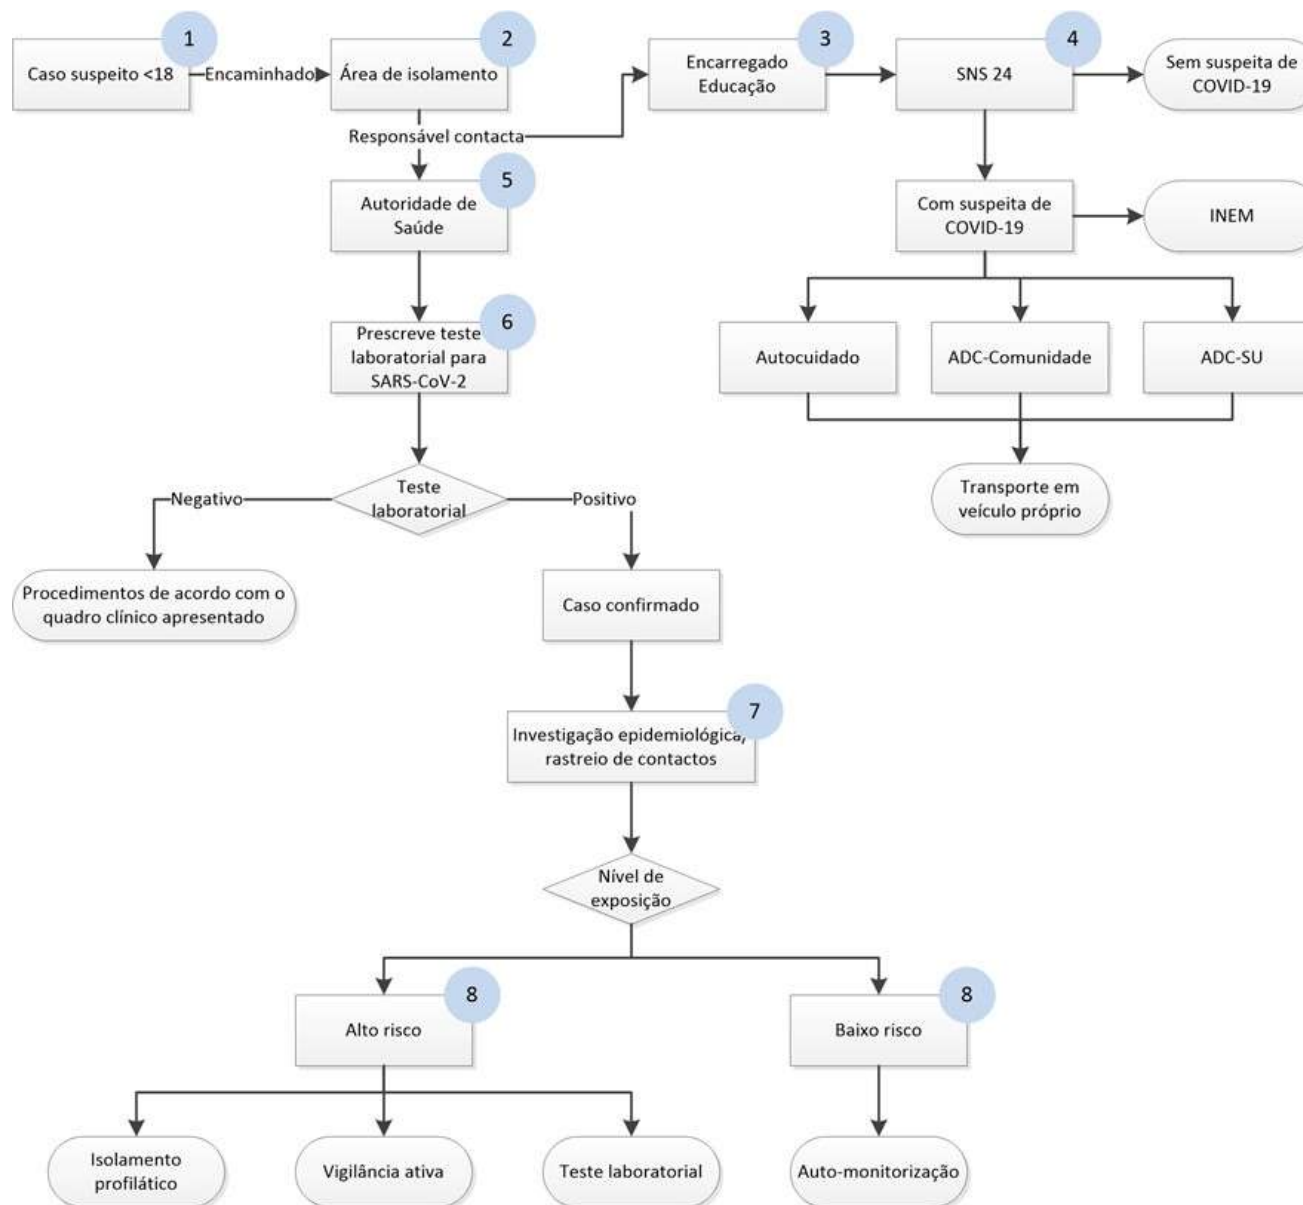 1
Caso suspeito <18
Encaminhado
2
Área de isolamento
Responsável contacta
3
Encarregado
Educação
4
SNS 24
Sem suspeita de
COVID-19
5
Autoridade de
Saúde
Com suspeita de
COVID-19
INEM
6
Prescreve teste
laboratorial para
SARS-CoV-2
Autocuidado
ADC-Comunidade
ADC-SU
Transporte em
veículo próprio
Teste
laboratorial
Negativo
Positivo
Procedimentos de acordo com o
quadro clínico apresentado
Caso confirmado
7
Investigação epidemiológica/
rastreio de contactos
Nível de
exposição
8
Alto risco
8
Baixo risco
Isolamento
profilático
Vigilância ativa
Teste laboratorial
Auto-monitorização